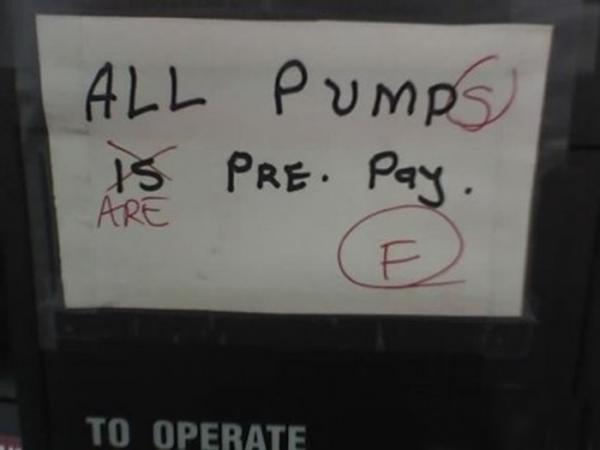 ALL PUMPS
IS PRE. Pay.
ARE
F
TO OPERATE